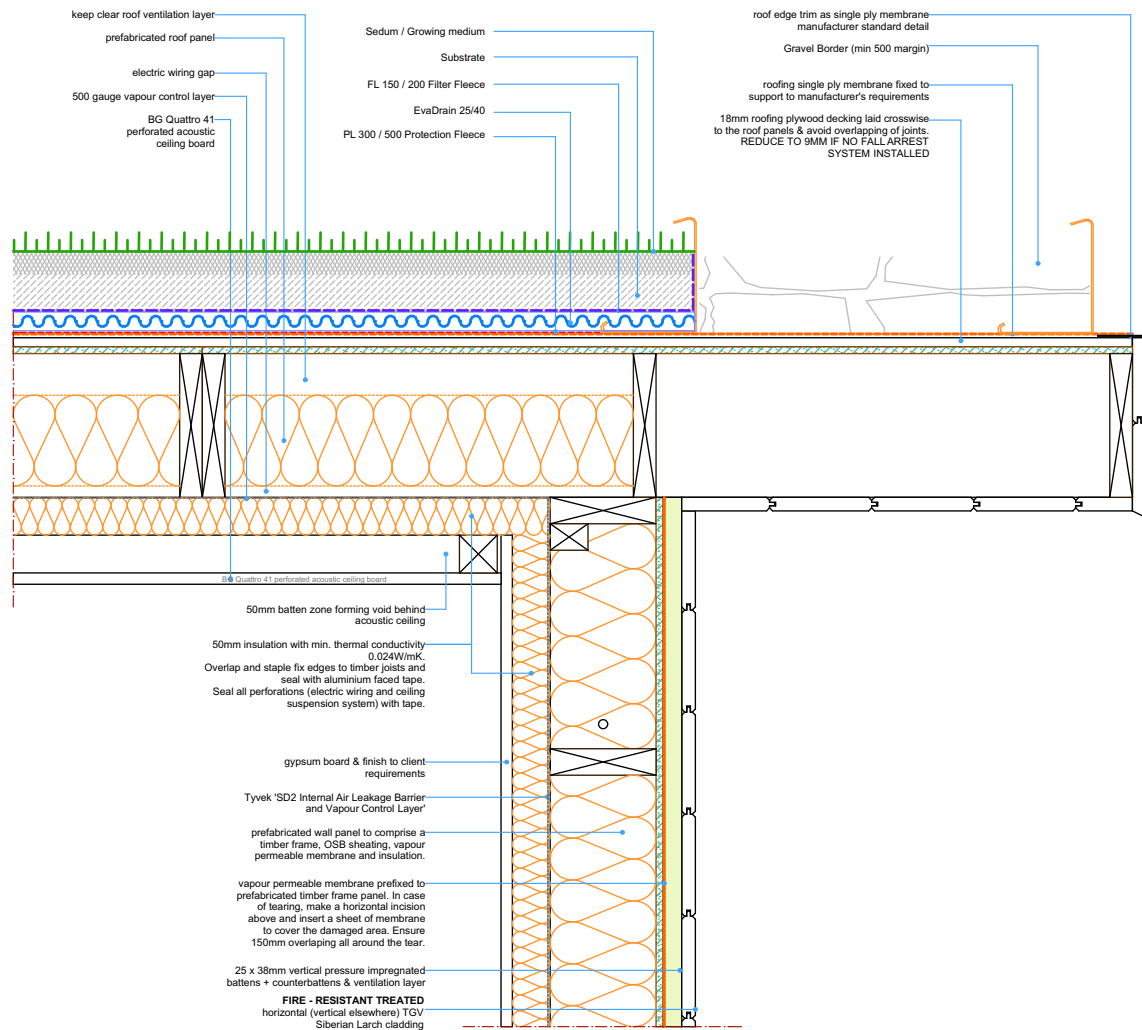 keep clear roof ventilation layer
prefabricated roof panel
electric wiring gap
500 gauge vapour control layer
BG Quattro 41
perforated acoustic
ceiling board
Sedum / Growing medium
Substrate
FL 150 / 200 Filter Fleece
EvaDrain 25/40
PL 300 / 500 Protection Fleece
roof edge trim as single ply membrane
manufacturer standard detail
Gravel Border (min 500 margin)
roofing single ply membrane fixed to
support to manufacturer's requirements
18mm roofing plywood decking laid crosswise
to the roof panels & avoid overlapping of joints.
REDUCE TO 9MM IF NO FALL ARREST
SYSTEM INSTALLED
BG Quattro 41 perforated acoustic ceiling board
50mm batten zone forming void behind
acoustic ceiling
50mm insulation with min. thermal conductivity
0.024W/mK.
Overlap and staple fix edges to timber joists and
seal with aluminium faced tape.
Seal all perforations (electric wiring and ceiling
suspension system) with tape.
gypsum board & finish to client
requirements
Tyvek 'SD2 Internal Air Leakage Barrier
and Vapour Control Layer'
prefabricated wall panel to comprise a
timber frame, OSB sheating, vapour
permeable membrane and insulation.
vapour permeable membrane prefixed to
prefabricated timber frame panel. In case
of tearing, make a horizontal incision
above and insert a sheet of membrane
to cover the damaged area. Ensure
150mm overlaping all around the tear.
25 x 38mm vertical pressure impregnated
battens + counterbattens & ventilation layer
FIRE - RESISTANT TREATED
horizontal (vertical elsewhere) TGV
Siberian Larch cladding